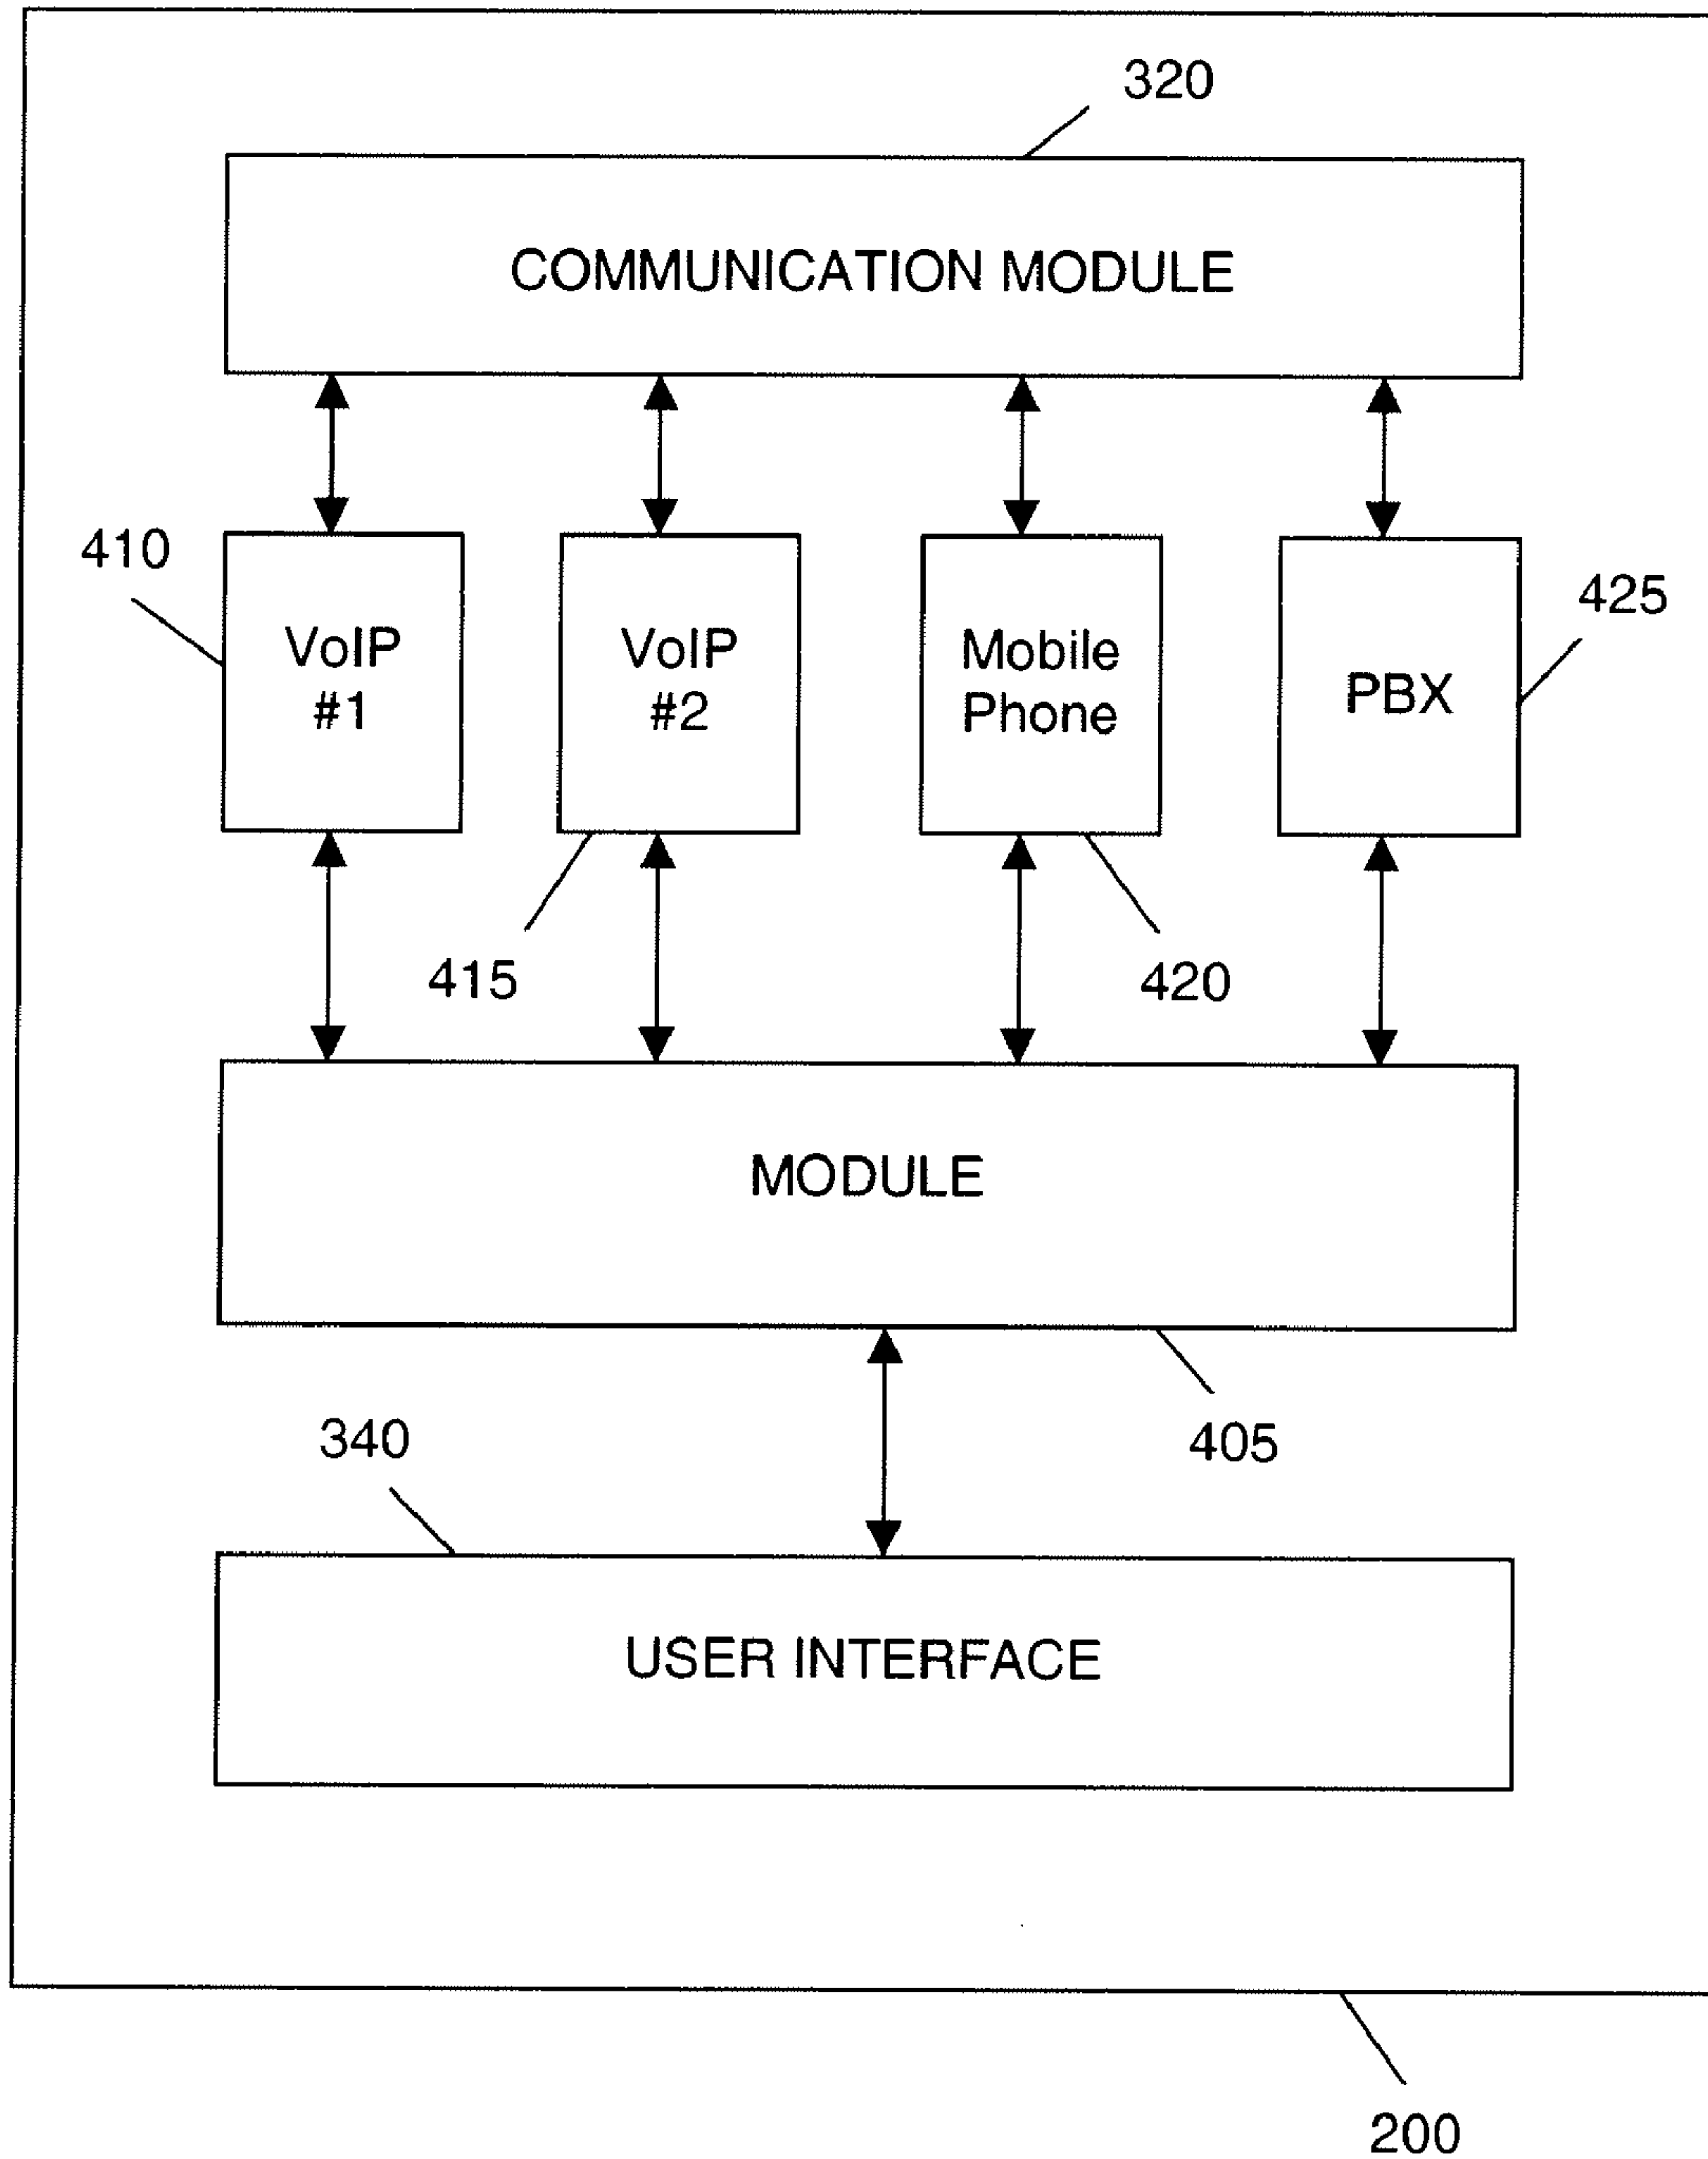 320
COMMUNICATION MODULE
410
VoIP
#1
VoIP
#2
Mobile
Phone
PBX
425
415
420
MODULE
405
340
USER INTERFACE
200